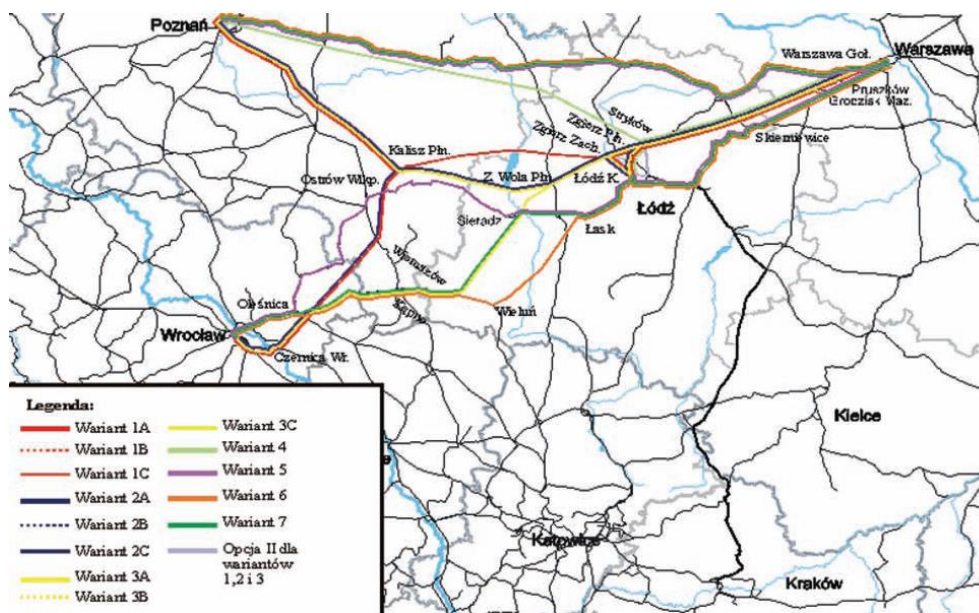 Poznań
Warszawa Goł.
Warszawa
Pruszków
Grodzisk Maz.
Stryków
Zgierz Płn.
Skierniewice
Zgierz Zach.
Kalisz Płn.
Ostrów Wlkp.
Z. Wola Płn.
Łódź K.
Łódź
Sieradz
Łask
Wieruszów
Oleśnica
Kępno
Wieluń
Wrocław
Czernica Wr.
Kielce
Katowice
Kraków
Legenda:
Wariant 1A
Wariant 1B
Wariant 1C
Wariant 2A
Wariant 2B
Wariant 2C
Wariant 3A
Wariant 3B
Wariant 3C
Wariant 4
Wariant 5
Wariant 6
Wariant 7
Opcja II dla
wariantów
1,2 i 3